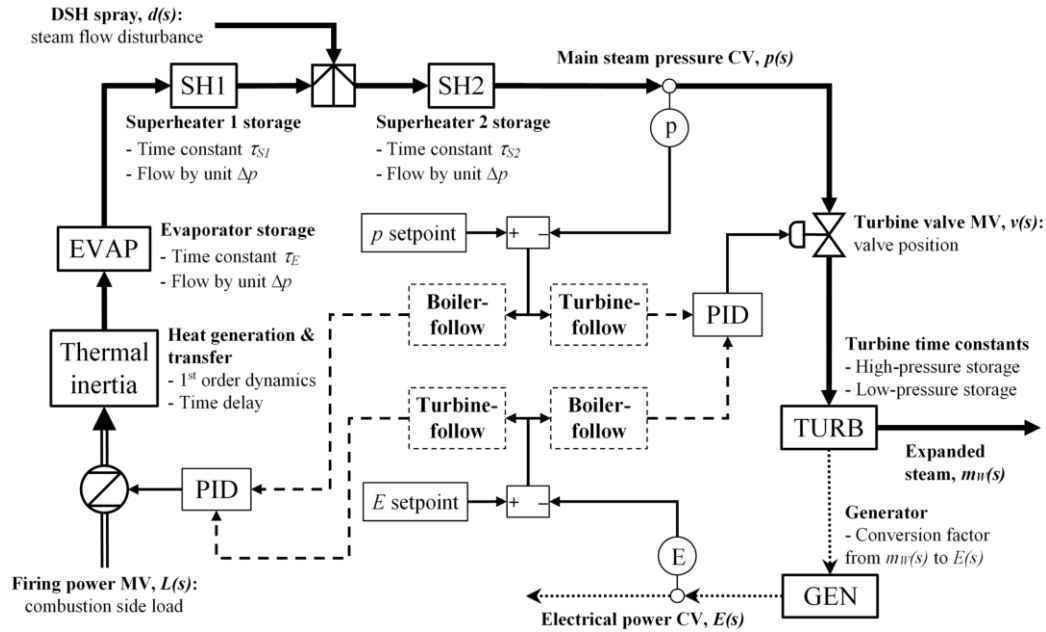 DSH spray, d(s):
steam flow disturbance
Main steam pressure CV, p(s)
SH1
SH2
p
Superheater 1 storage
- Time constant τS1
- Flow by unit Δp
Superheater 2 storage
- Time constant τS2
- Flow by unit Δp
EVAP
Evaporator storage
- Time constant τE
- Flow by unit Δp
p setpoint
+
−
Turbine valve MV, v(s):
valve position
Boiler-
follow
Turbine-
follow
PID
Thermal
inertia
Heat generation &
transfer
- 1st order dynamics
- Time delay
Turbine time constants
- High-pressure storage
- Low-pressure storage
Turbine-
follow
Boiler-
follow
TURB
Expanded
steam, mW(s)
PID
E setpoint
+
−
Generator
- Conversion factor
from mW(s) to E(s)
E
Firing power MV, L(s):
combustion side load
GEN
Electrical power CV, E(s)